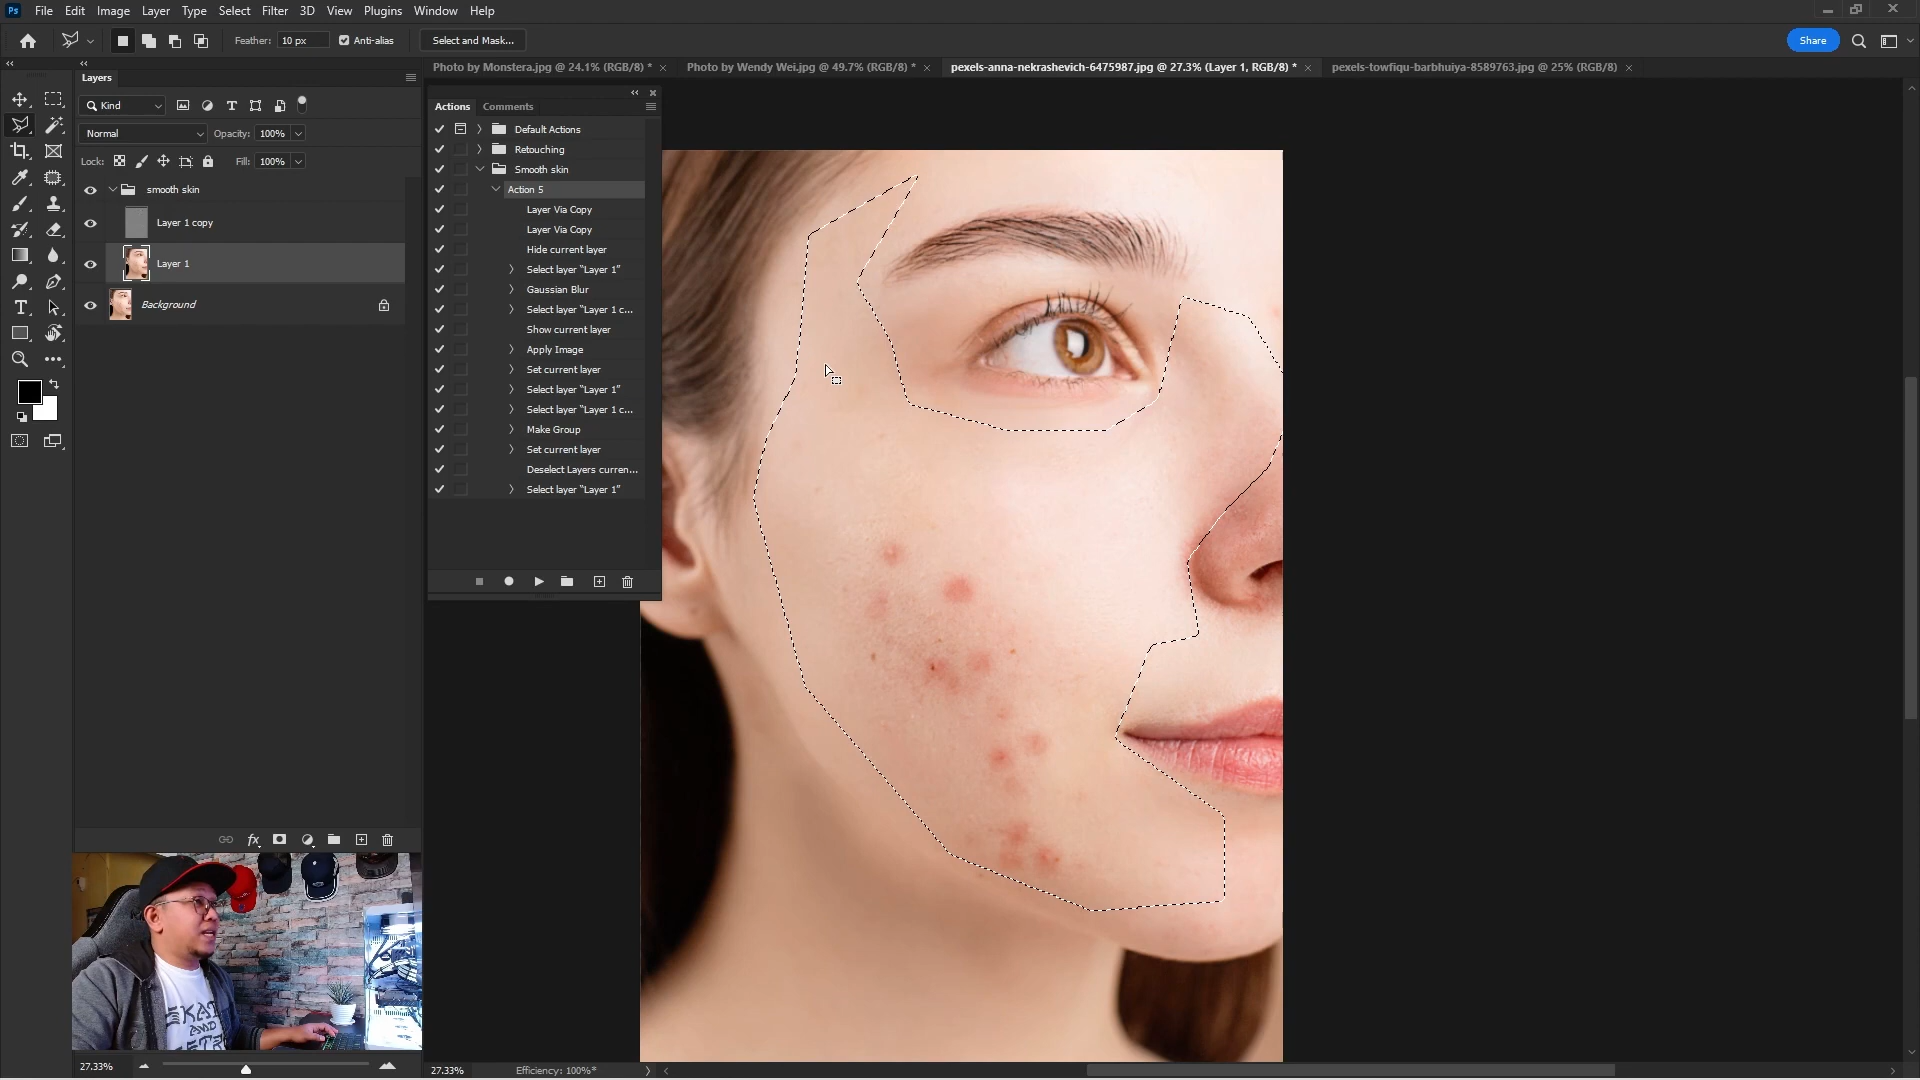 Ps File Edit Image Layer Type Select Filter 3D View Plugins Window Help
Feather: 10 px Anti-alias Select and Mask... Share
Layers
Photo by Monstera.jpg @ 24.1% (RGB/8) * Photo by Wendy Wei.jpg @ 49.7% (RGB/8) * pexels-anna-nekrashevich-6475987.jpg @ 27.3% (Layer 1, RGB/8) * pexels-towfiqu-barbhuiya-8589763.jpg @ 25% (RGB/8)
Kind
Normal Opacity: 100%
Lock: Fill: 100%
smooth skin
Layer 1 copy
Layer 1
Background
Actions Comments
Default Actions
Retouching
Smooth skin
Action 5
Layer Via Copy
Layer Via Copy
Hide current layer
Select layer "Layer 1"
Gaussian Blur
Select layer "Layer 1 c...
Show current layer
Apply Image
Set current layer
Select layer "Layer 1"
Select layer "Layer 1 c...
Make Group
Set current layer
Deselect Layers curren...
Select layer "Layer 1"
AND
27.33%
27.33% Efficiency: 100%*